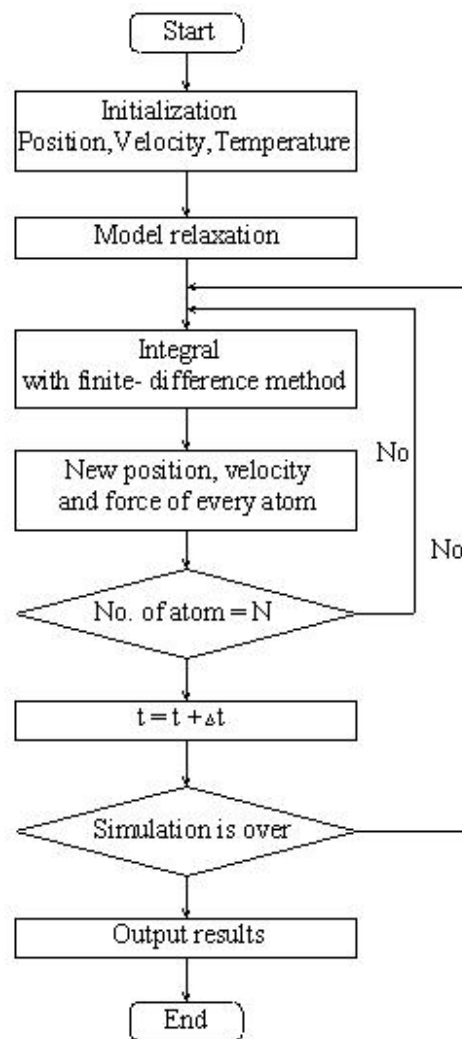 Start
Initialization
Position,Velocity,Temperature
Model relaxation
Integral
with finite- difference method
New position, velocity
and force of every atom
No
No
No. of atom = N
t = t + Δt
Simulation is over
Output results
End